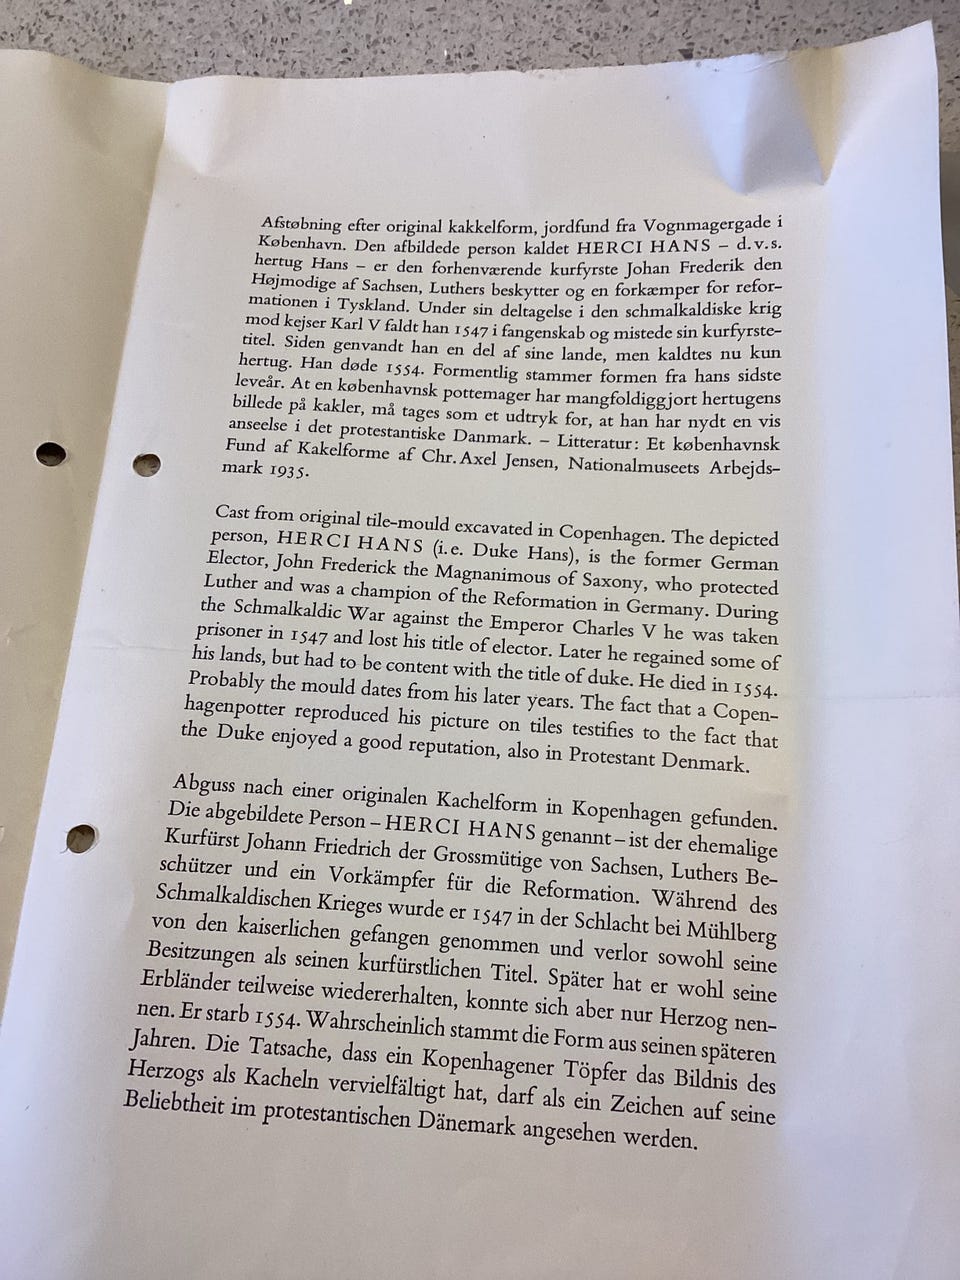 Afstøbning efter original kakkelform, jordfund fra Vognmagergade i
København. Den afbildede person kaldet HERCI HANS – d.v.s.
hertug Hans – er den forhenværende kurfyrste Johan Frederik den
Højmodige af Sachsen, Luthers beskytter og en forkæmper for refor-
mationen i Tyskland. Under sin deltagelse i den schmalkaldiske krig
mod kejser Karl V faldt han 1547 i fangenskab og mistede sin kurfyrste-
titel. Siden genvandt han en del af sine lande, men kaldtes nu kun
hertug. Han døde 1554. Formentlig stammer formen fra hans sidste
leveår. At en københavnsk pottemager har mangfoldiggjort hertugens
billede på kakler, må tages som et udtryk for, at han har nydt en vis
anseelse i det protestantiske Danmark. – Litteratur: Et københavnsk
Fund af Kakelforme af Chr. Axel Jensen, Nationalmuseets Arbejds-
mark 1935.
Cast from original tile-mould excavated in Copenhagen. The depicted
person, HERCI HANS (i.e. Duke Hans), is the former German
Elector, John Frederick the Magnanimous of Saxony, who protected
Luther and was a champion of the Reformation in Germany. During
the Schmalkaldic War against the Emperor Charles V he was taken
prisoner in 1547 and lost his title of elector. Later he regained some of
his lands, but had to be content with the title of duke. He died in 1554.
Probably the mould dates from his later years. The fact that a Copen-
hagenpotter reproduced his picture on tiles testifies to the fact that
the Duke enjoyed a good reputation, also in Protestant Denmark.
Abguss nach einer originalen Kachelform in Kopenhagen gefunden.
Die abgebildete Person – HERCI HANS genannt – ist der ehemalige
Kurfürst Johann Friedrich der Grossmütige von Sachsen, Luthers Be-
schützer und ein Vorkämpfer für die Reformation. Während des
Schmalkaldischen Krieges wurde er 1547 in der Schlacht bei Mühlberg
von den kaiserlichen gefangen genommen und verlor sowohl seine
Besitzungen als seinen kurfürstlichen Titel. Später hat er wohl seine
Erbländer teilweise wiedererhalten, konnte sich aber nur Herzog nen-
nen. Er starb 1554. Wahrscheinlich stammt die Form aus seinen späteren
Jahren. Die Tatsache, dass ein Kopenhagener Töpfer das Bildnis des
Herzogs als Kacheln vervielfältigt hat, darf als ein Zeichen auf seine
Beliebtheit im protestantischen Dänemark angesehen werden.